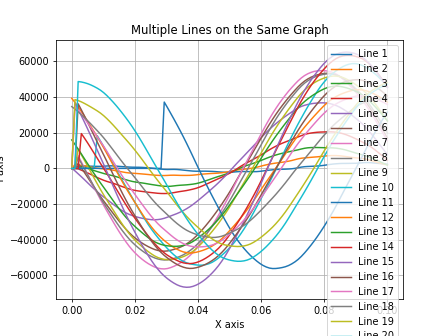 Multiple Lines on the Same Graph
60000
40000
20000
0
−20000
−40000
−60000
0.00
0.02
0.04
0.06
X axis
Line 1
Line 2
Line 3
Line 4
Line 5
Line 6
Line 7
Line 8
Line 9
Line 10
Line 11
Line 12
Line 13
Line 14
Line 15
Line 16
Line 17
Line 18
Line 19
Line 20